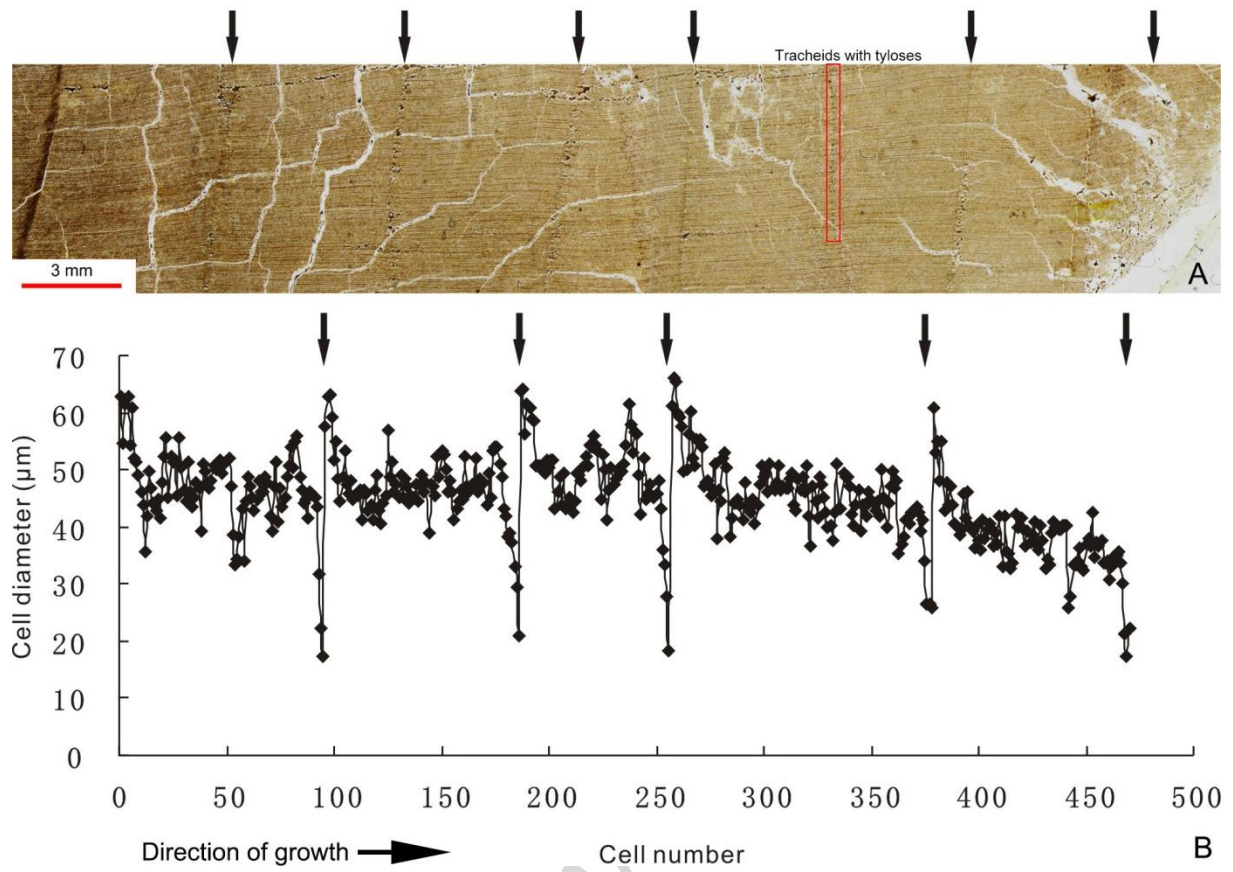 Tracheids with tyloses
3 mm
A
70
60
50
40
30
20
10
0
Cell diameter (µm)
0 50 100 150 200 250 300 350 400 450 500
Direction of growth
Cell number
B